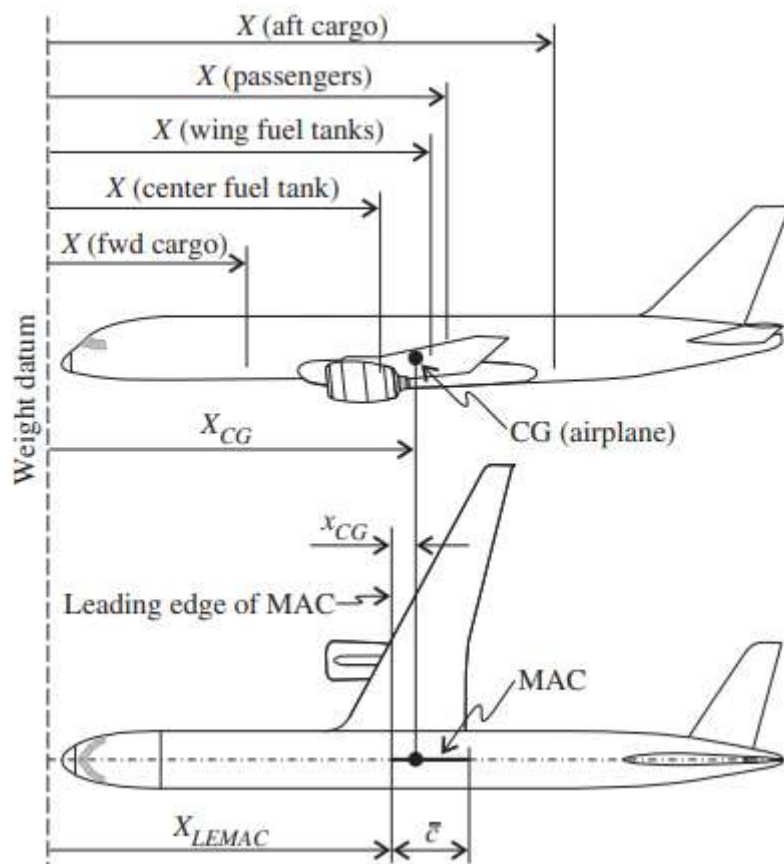 X (aft cargo)
X (passengers)
X (wing fuel tanks)
X (center fuel tank)
X (fwd cargo)
Weight datum
X_CG
CG (airplane)
x_CG
Leading edge of MAC
MAC
X_LEMAC
c̅